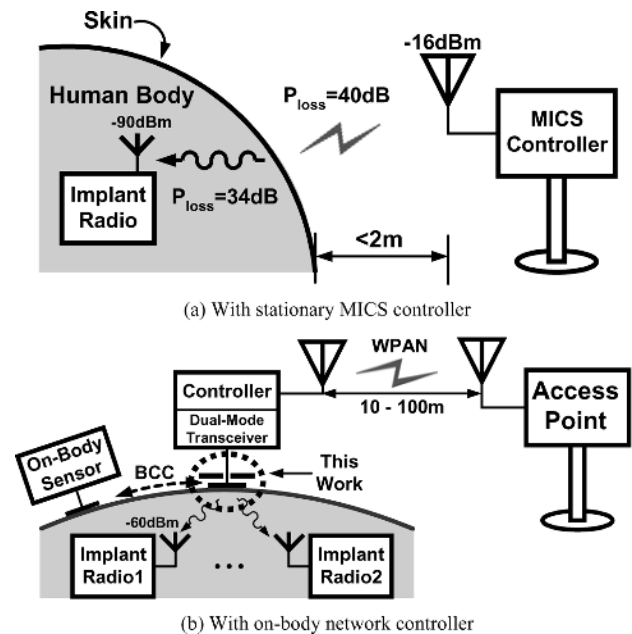 Skin
-16dBm
Human Body
P_loss=40dB
-90dBm
MICS
Controller
Implant
Radio
P_loss=34dB
<2m
(a) With stationary MICS controller
WPAN
Controller
Dual-Mode
Transceiver
10 - 100m
Access
Point
On-Body
Sensor
BCC
This
Work
-60dBm
Implant
Radio1
...
Implant
Radio2
(b) With on-body network controller